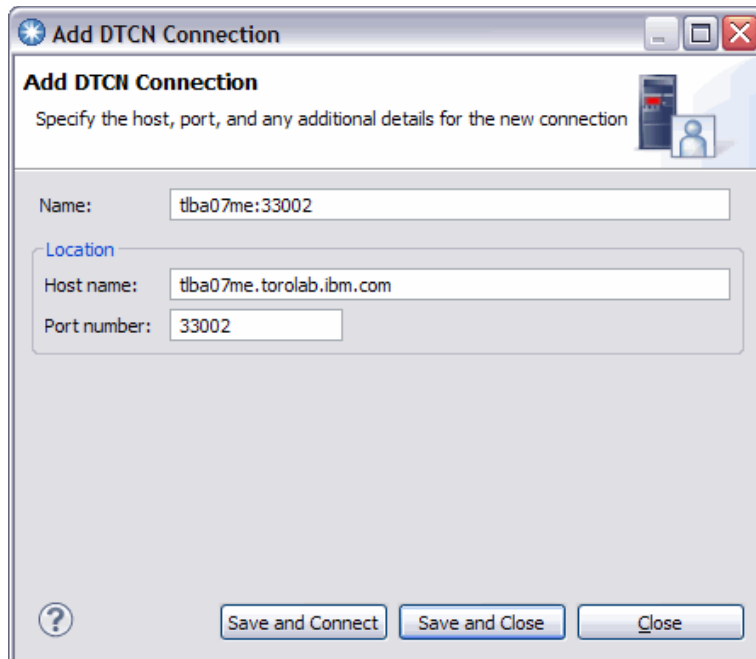 Add DTCN Connection
Add DTCN Connection
Specify the host, port, and any additional details for the new connection
Name: tlba07me:33002
Location
Host name: tlba07me.torolab.ibm.com
Port number: 33002
? Save and Connect Save and Close Close